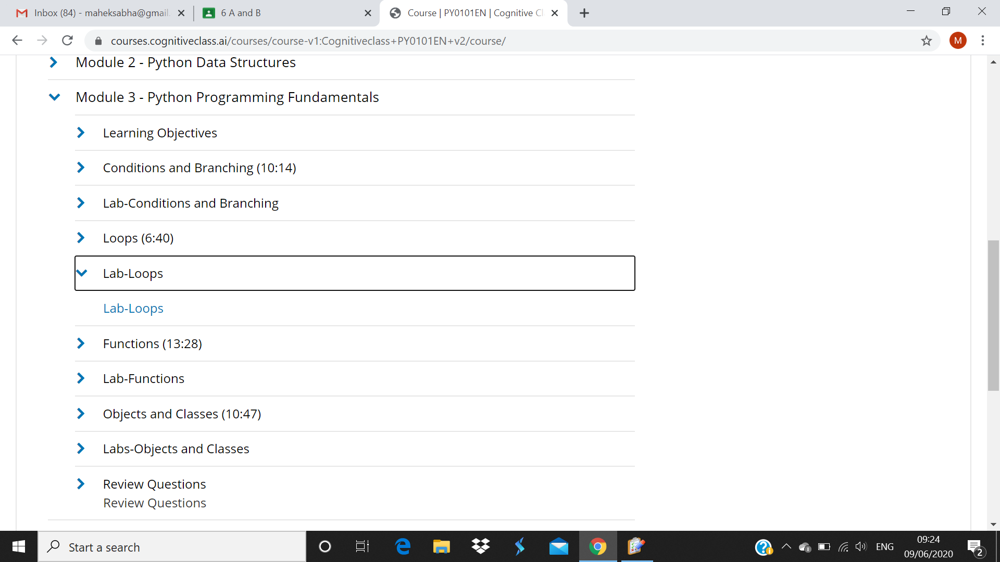 Inbox (84) - maheksabha@gmail.
6 A and B
Course | PY0101EN | Cognitive Cl
courses.cognitiveclass.ai/courses/course-v1:Cognitiveclass+PY0101EN+v2/course/
M
Module 2 - Python Data Structures
Module 3 - Python Programming Fundamentals
Learning Objectives
Conditions and Branching (10:14)
Lab-Conditions and Branching
Loops (6:40)
Lab-Loops
Lab-Loops
Functions (13:28)
Lab-Functions
Objects and Classes (10:47)
Labs-Objects and Classes
Review Questions
Review Questions
Start a search
ENG
09:24
09/06/2020
2